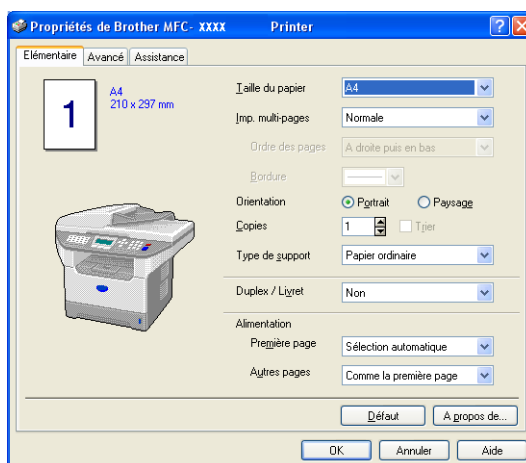 Propriétés de Brother MFC- XXXX Printer
Elémentaire Avancé Assistance
1
A4
210 x 297 mm
Taille du papier A4
Imp. multi-pages Normale
Ordre des pages A droite puis en bas
Bordure
Orientation Portrait Paysage
Copies 1 Trier
Type de support Papier ordinaire
Duplex / Livret Non
Alimentation
Première page Sélection automatique
Autres pages Comme la première page
Défaut A propos de...
OK Annuler Aide